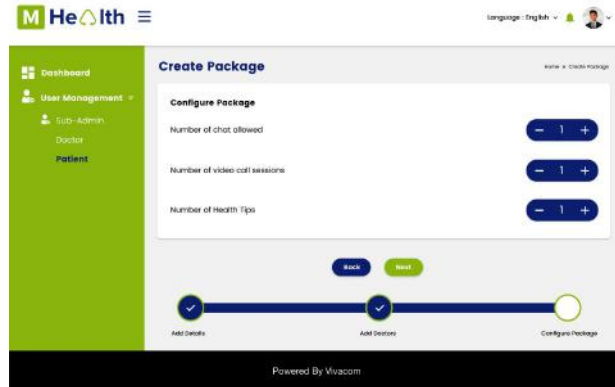 M He lth
Language : English
Dashboard
User Management
Sub-Admin
Doctor
Patient
Create Package
Home » Create Package
Configure Package
Number of chat allowed
- 1 +
Number of video call sessions
- 1 +
Number of Health Tips
- 1 +
Back
Next
Add Details
Add Doctors
Configure Package
Powered By Vivacom